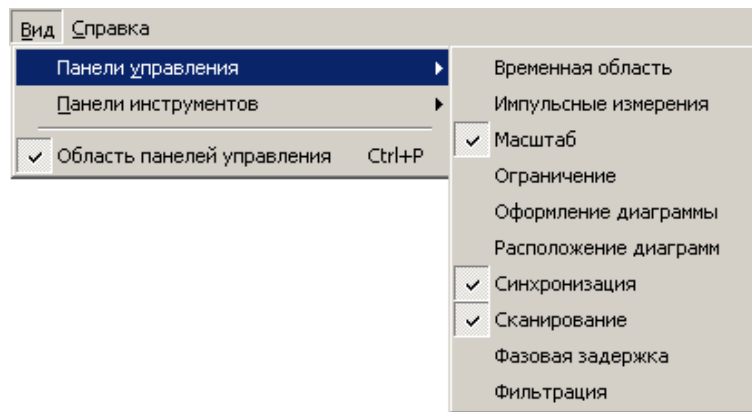 Вид Справка
Панели управления
Панели инструментов
Область панелей управления Ctrl+P
Временная область
Импульсные измерения
Масштаб
Ограничение
Оформление диаграммы
Расположение диаграмм
Синхронизация
Сканирование
Фазовая задержка
Фильтрация